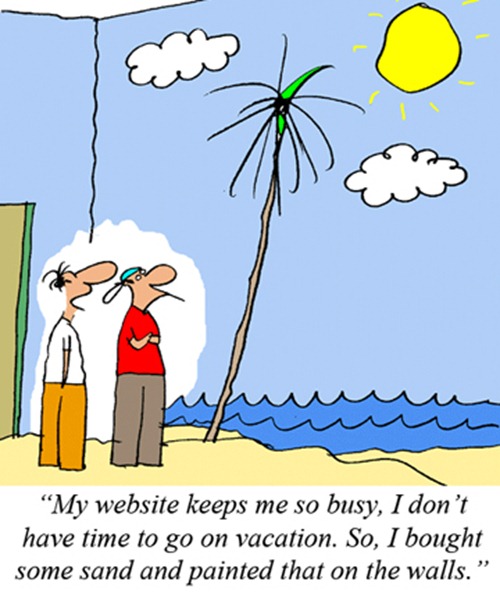 “My website keeps me so busy, I don’t
have time to go on vacation. So, I bought
some sand and painted that on the walls.”